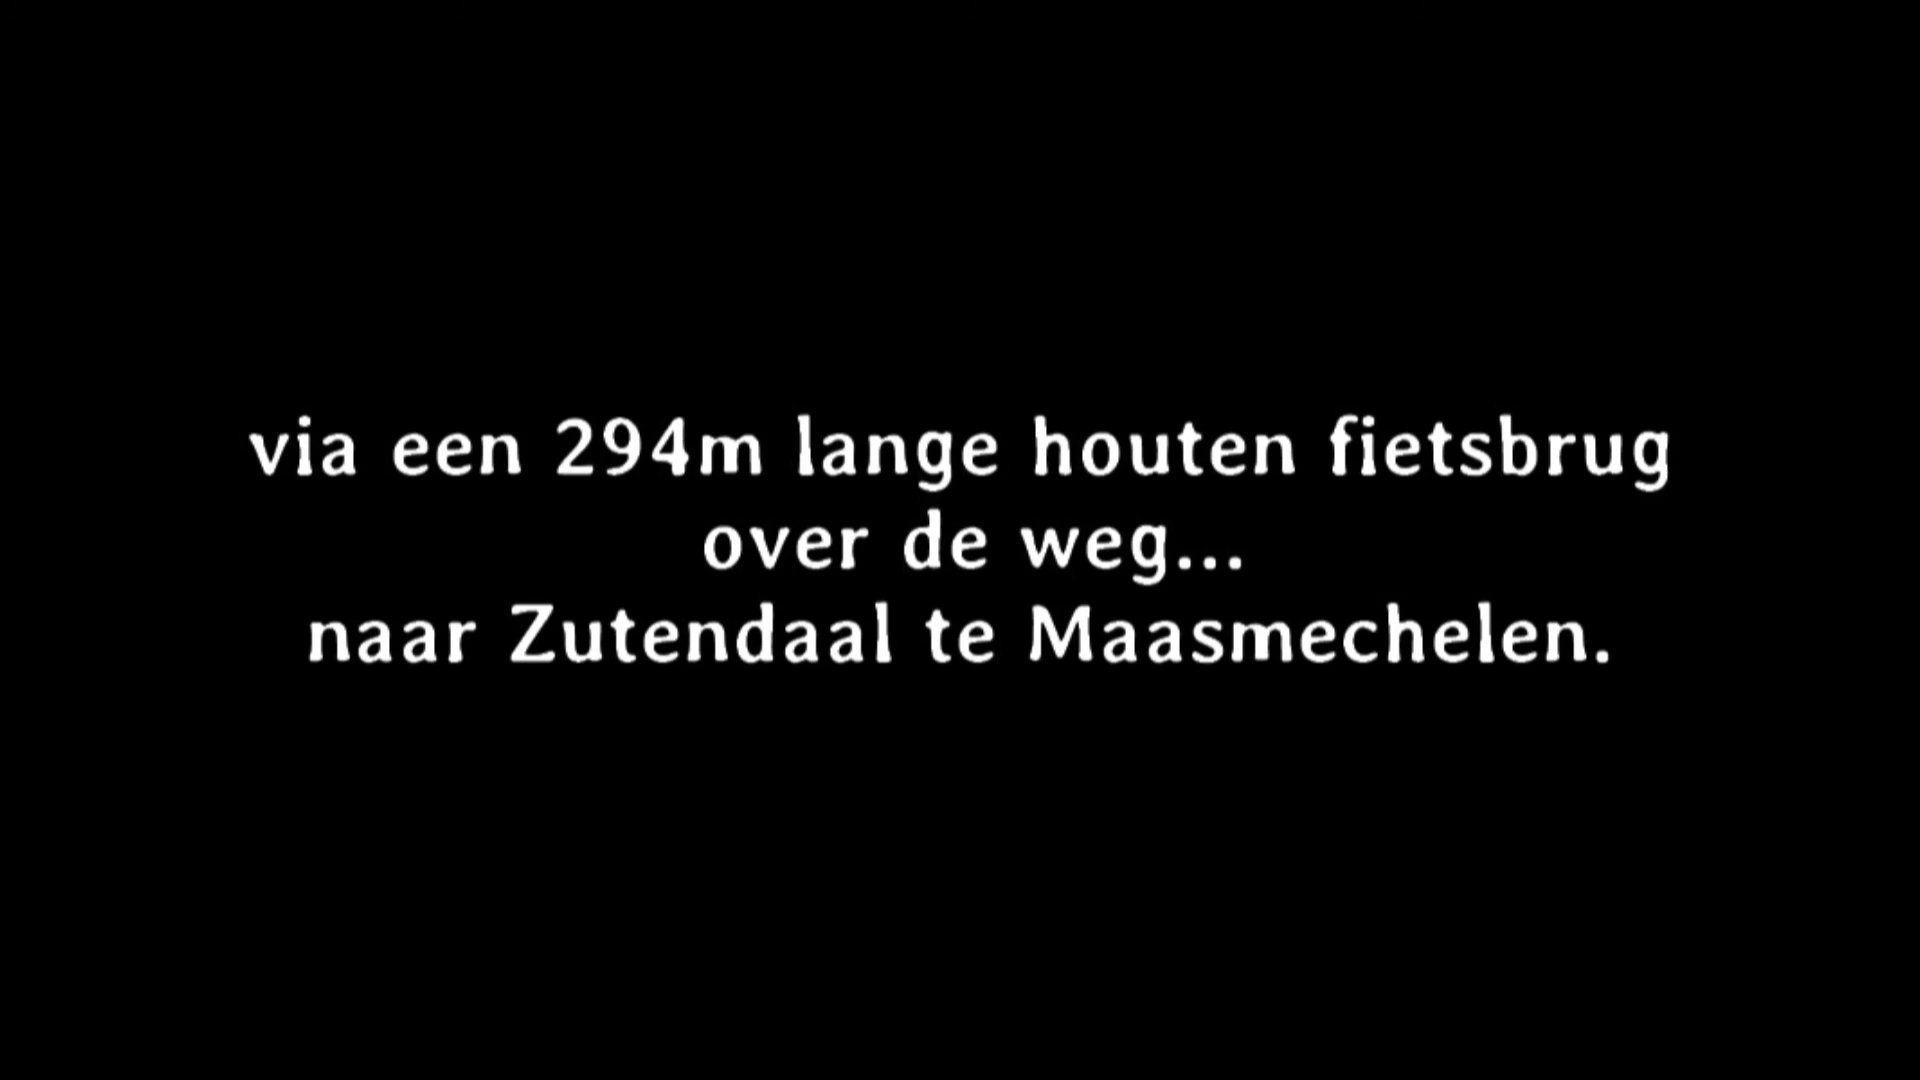 via een 294m lange houten fietsbrug
over de weg...
naar Zutendaal te Maasmechelen.